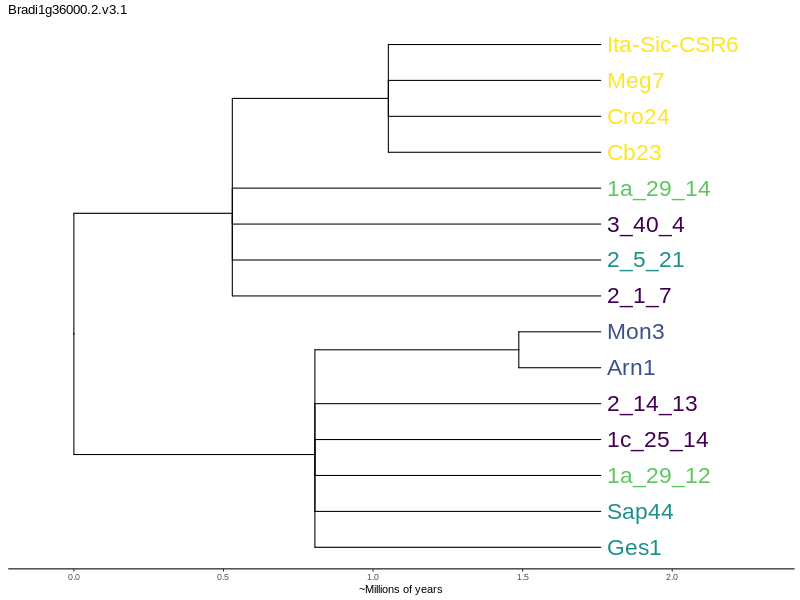 Bradi1g36000.2.v3.1
Ita-Sic-CSR6
Meg7
Cro24
Cb23
1a_29_14
3_40_4
2_5_21
2_1_7
Mon3
Arn1
2_14_13
1c_25_14
1a_29_12
Sap44
Ges1
0.0 0.5 1.0 1.5 2.0
~Millions of years